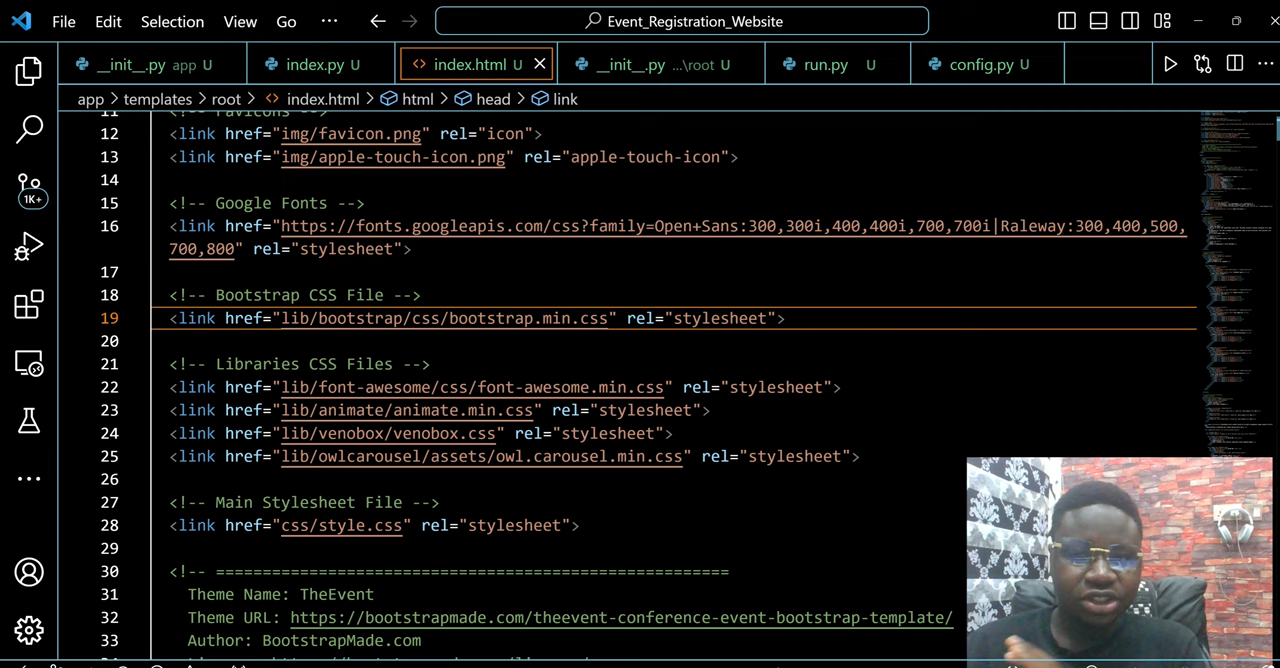 File Edit Selection View Go ··· Event_Registration_Website
__init__.py app U index.py U index.html U __init__.py ...\root U run.py U config.py U
app > templates > root > index.html > html > head > link
11 <!-- Favicons -->
12 <link href="img/favicon.png" rel="icon">
13 <link href="img/apple-touch-icon.png" rel="apple-touch-icon">
14
15 <!-- Google Fonts -->
16 <link href="https://fonts.googleapis.com/css?family=Open+Sans:300,300i,400,400i,700,700i|Raleway:300,400,500,
700,800" rel="stylesheet">
17
18 <!-- Bootstrap CSS File -->
19 <link href="lib/bootstrap/css/bootstrap.min.css" rel="stylesheet">
20
21 <!-- Libraries CSS Files -->
22 <link href="lib/font-awesome/css/font-awesome.min.css" rel="stylesheet">
23 <link href="lib/animate/animate.min.css" rel="stylesheet">
24 <link href="lib/venobox/venobox.css" rel="stylesheet">
25 <link href="lib/owlcarousel/assets/owl.carousel.min.css" rel="stylesheet">
26
27 <!-- Main Stylesheet File -->
28 <link href="css/style.css" rel="stylesheet">
29
30 <!-- =======================================================
31 Theme Name: TheEvent
32 Theme URL: https://bootstrapmade.com/theevent-conference-event-bootstrap-template/
33 Author: BootstrapMade.com
1K+